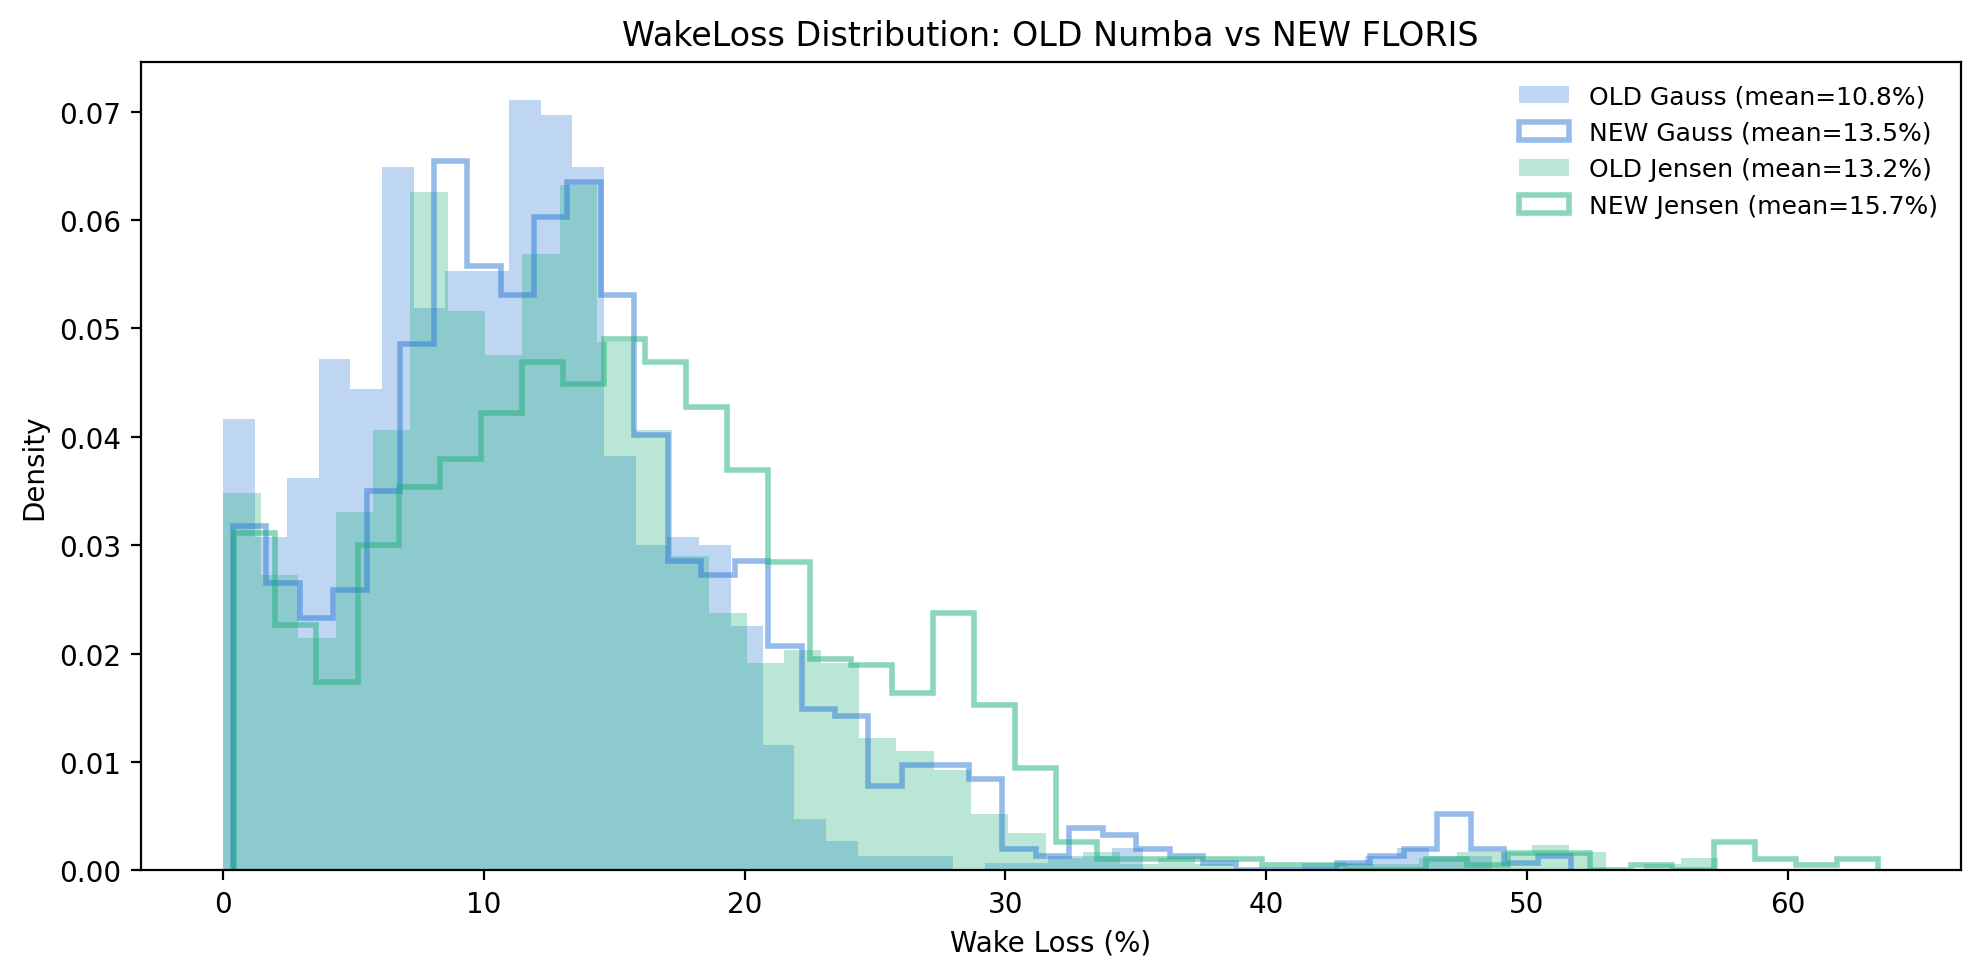 WakeLoss Distribution: OLD Numba vs NEW FLORIS
OLD Gauss (mean=10.8%)
NEW Gauss (mean=13.5%)
OLD Jensen (mean=13.2%)
NEW Jensen (mean=15.7%)
Density
0.07
0.06
0.05
0.04
0.03
0.02
0.01
0.00
0 10 20 30 40 50 60
Wake Loss (%)